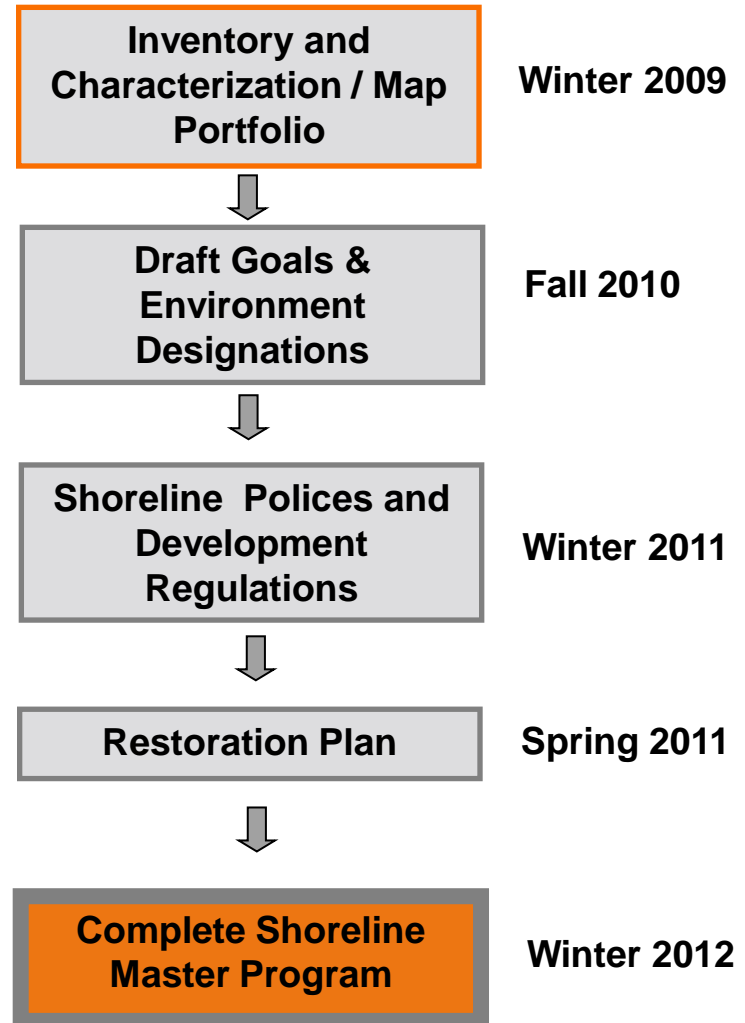 Inventory and
Characterization / Map
Portfolio
Winter 2009
Draft Goals &
Environment
Designations
Fall 2010
Shoreline Polices and
Development
Regulations
Winter 2011
Restoration Plan
Spring 2011
Complete Shoreline
Master Program
Winter 2012